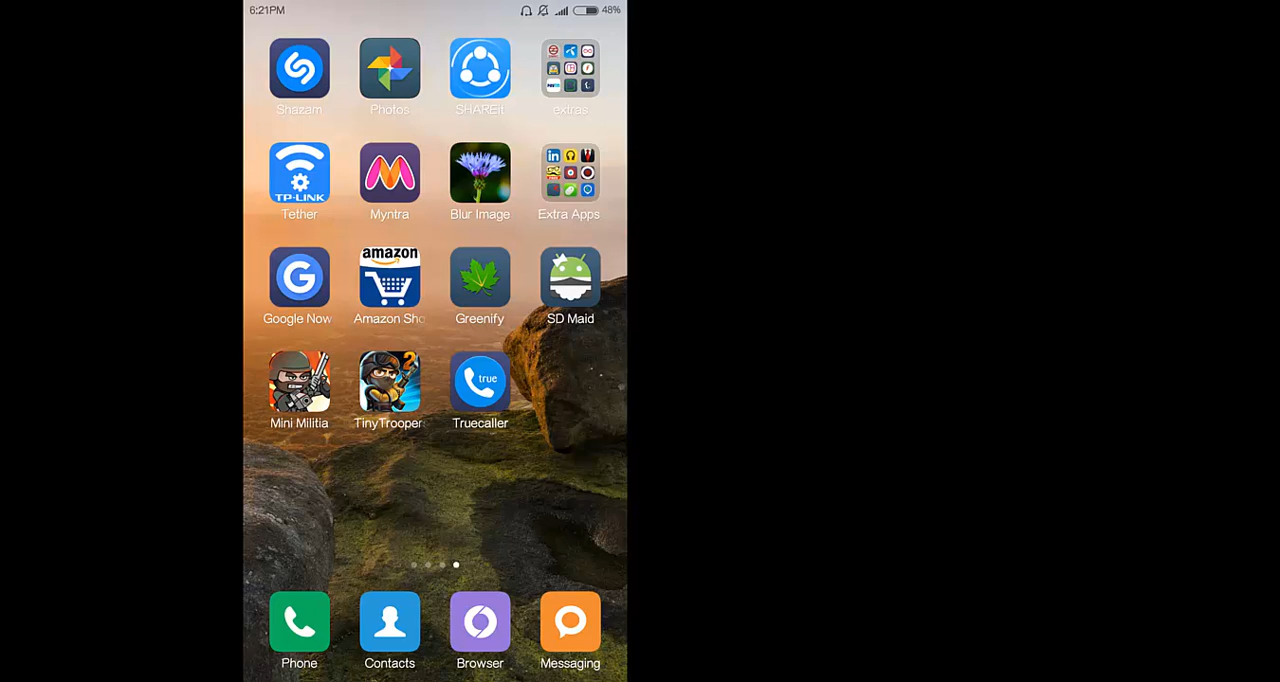 6:21PM 48%
Shazam Photos SHAREit extras
TP-LINK
Tether Myntra Blur Image Extra Apps
amazon
Google Now Amazon Sho Greenify SD Maid
2
true
Mini Militia TinyTrooper Truecaller
Phone Contacts Browser Messaging